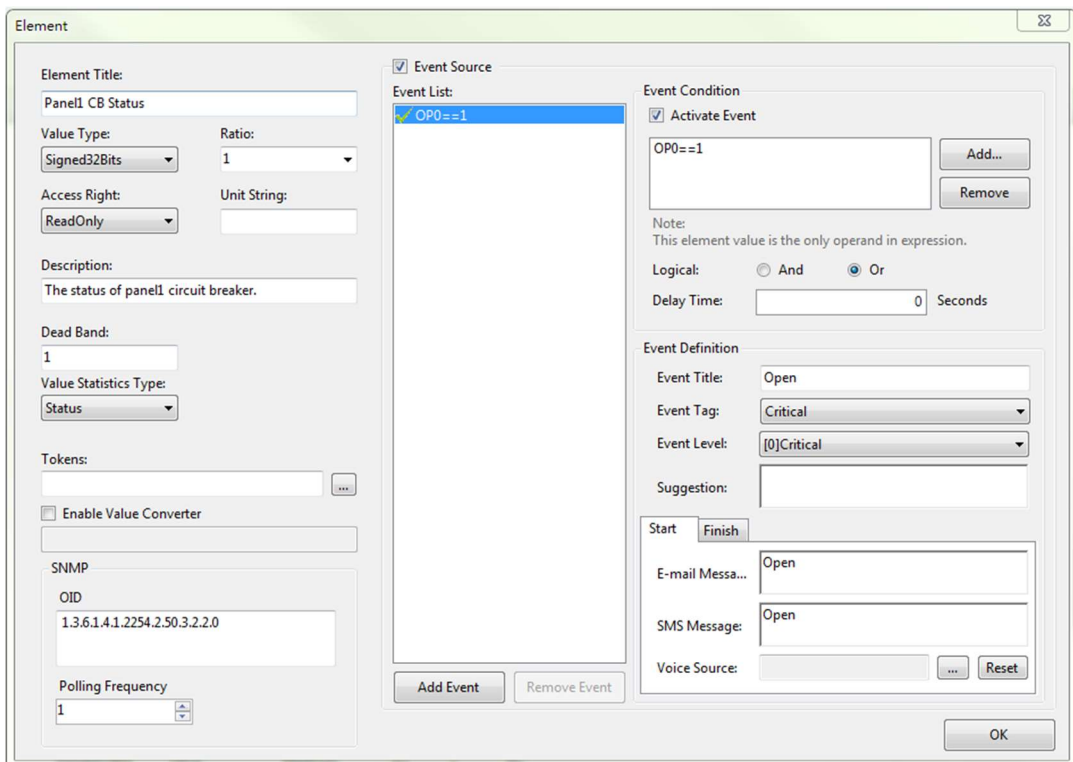 Element
Element Title:
Panel1 CB Status
Value Type:
Ratio:
Signed32Bits
1
Access Right:
Unit String:
ReadOnly
Description:
The status of panel1 circuit breaker.
Dead Band:
1
Value Statistics Type:
Status
Tokens:
...
Enable Value Converter
SNMP
OID
1.3.6.1.4.1.2254.2.50.3.2.2.0
Polling Frequency
1
Event Source
Event List:
OP0==1
Add Event
Remove Event
Event Condition
Activate Event
OP0==1
Add...
Remove
Note:
This element value is the only operand in expression.
Logical:
And
Or
Delay Time:
0 Seconds
Event Definition
Event Title:
Open
Event Tag:
Critical
Event Level:
[0]Critical
Suggestion:
Start
Finish
E-mail Messa...
Open
SMS Message:
Open
Voice Source:
...
Reset
OK